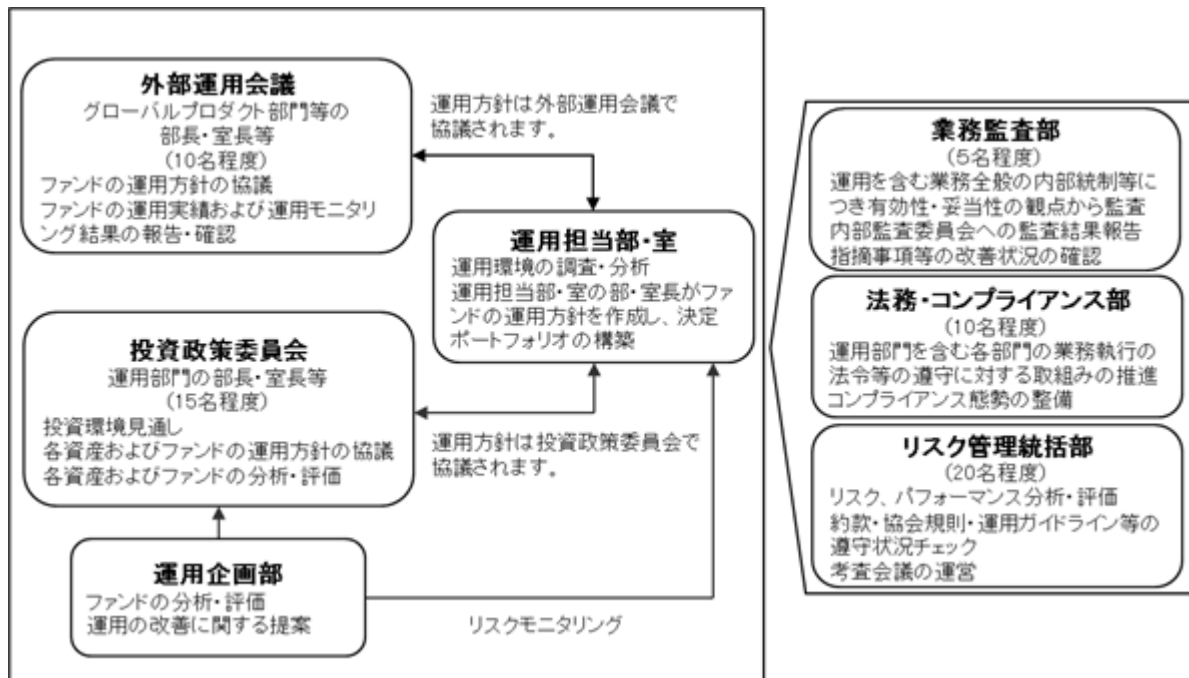 外部運用会議
グローバルプロダクト部門等の
部長・室長等
(10名程度)
ファンドの運用方針の協議
ファンドの運用実績および運用モニタリ
ング結果の報告・確認
運用方針は外部運用会議で
協議されます。
運用担当部・室
運用環境の調査・分析
運用担当部・室の部・室長がファ
ンドの運用方針を作成し、決定
ポートフォリオの構築
投資政策委員会
運用部門の部長・室長等
(15名程度)
投資環境見通し
各資産およびファンドの運用方針の協議
各資産およびファンドの分析・評価
運用方針は投資政策委員会で
協議されます。
運用企画部
ファンドの分析・評価
運用の改善に関する提案
リスクモニタリング
業務監査部
(5名程度)
運用を含む業務全般の内部統制等に
つき有効性・妥当性の観点から監査
内部監査委員会への監査結果報告
指摘事項等の改善状況の確認
法務・コンプライアンス部
(10名程度)
運用部門を含む各部門の業務執行の
法令等の遵守に対する取組みの推進
コンプライアンス態勢の整備
リスク管理統括部
(20名程度)
リスク、パフォーマンス分析・評価
約款・協会規則・運用ガイドライン等の
遵守状況チェック
考査会議の運営